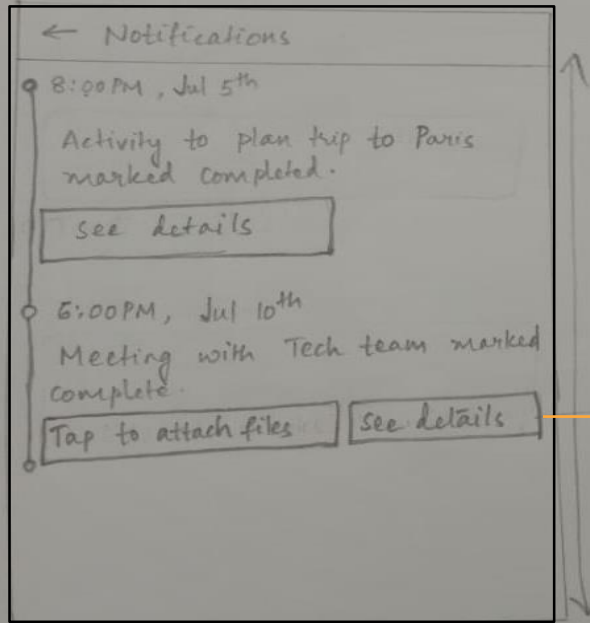 ← Notifications
8:00PM, Jul 5th
Activity to plan trip to Paris
marked completed.
see details
6:00PM, Jul 10th
Meeting with Tech team marked
complete.
Tap to attach files
see details